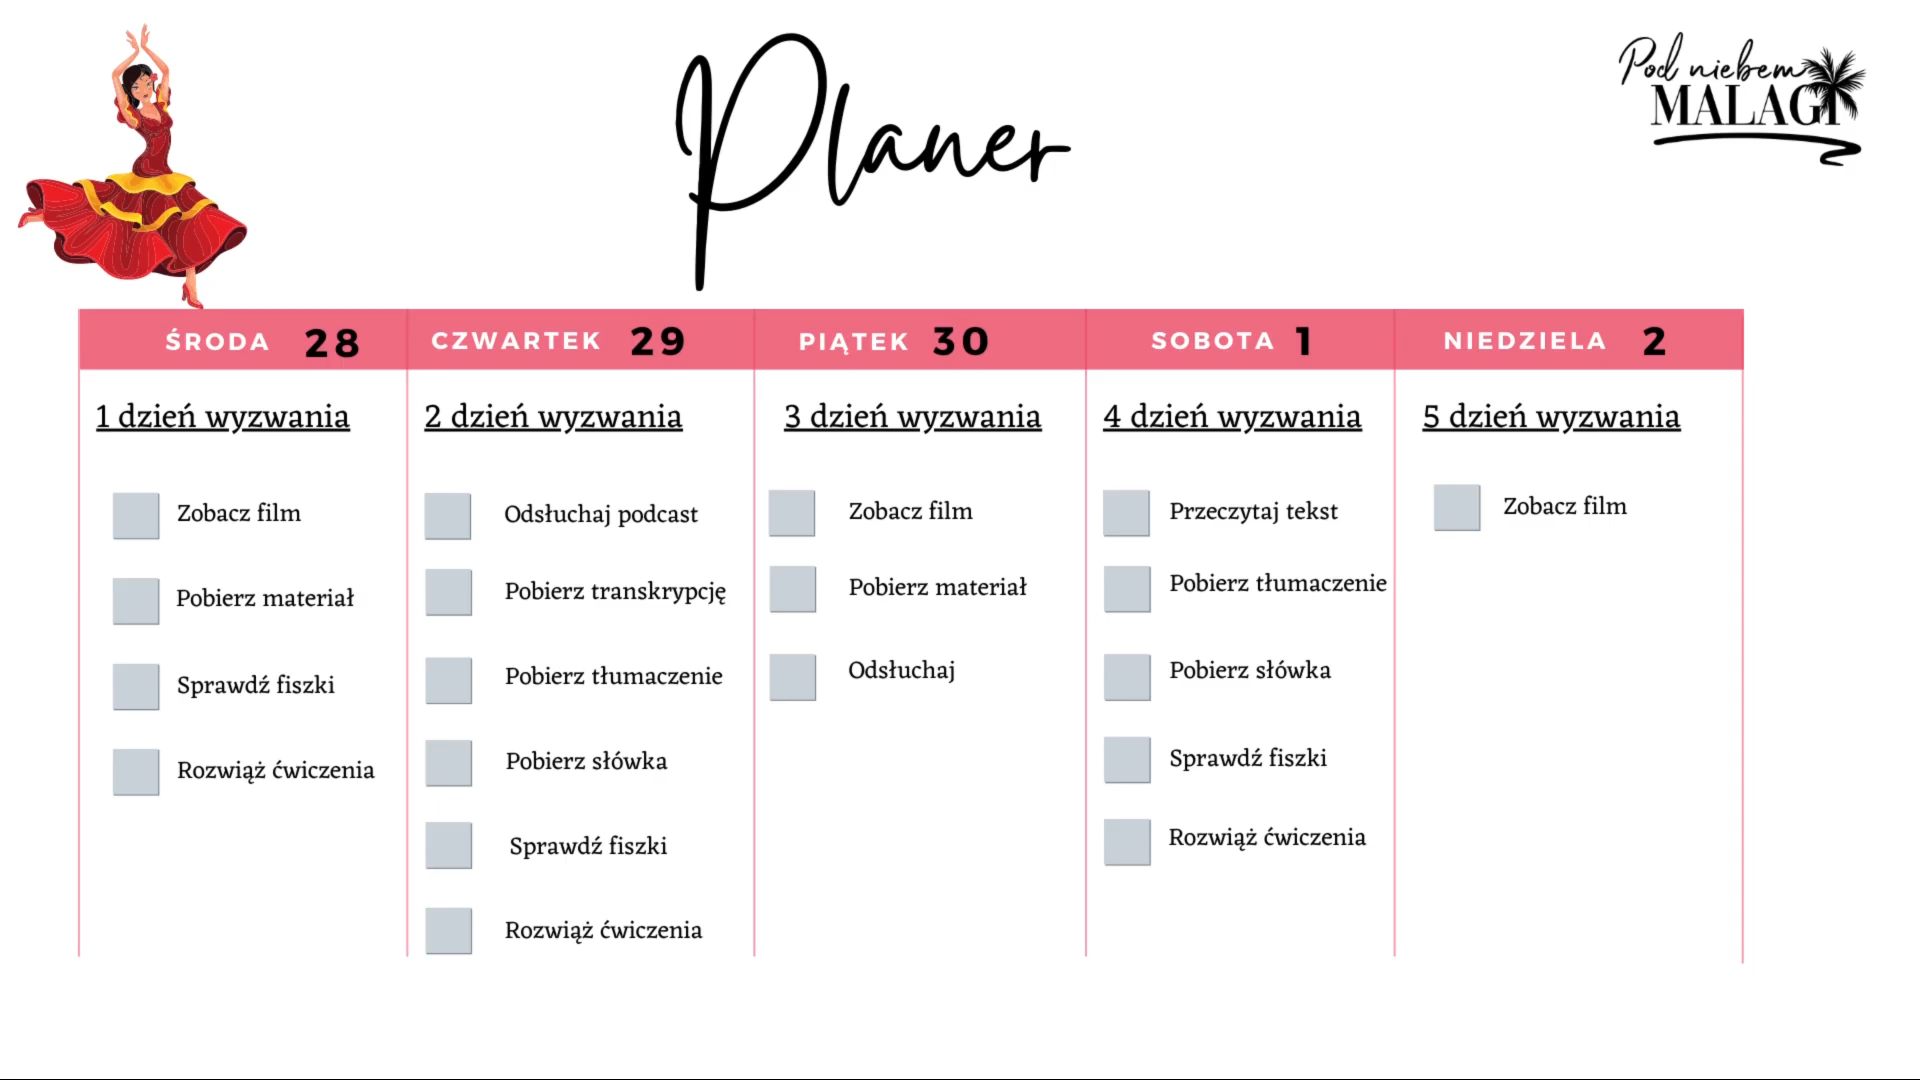 Planer
Pod niebem
MALAGI
ŚRODA 28
CZWARTEK 29
PIĄTEK 30
SOBOTA 1
NIEDZIELA 2
1 dzień wyzwania
Zobacz film
Pobierz materiał
Sprawdź fiszki
Rozwiąż ćwiczenia
2 dzień wyzwania
Odsłuchaj podcast
Pobierz transkrypcję
Pobierz tłumaczenie
Pobierz słówka
Sprawdź fiszki
Rozwiąż ćwiczenia
3 dzień wyzwania
Zobacz film
Pobierz materiał
Odsłuchaj
4 dzień wyzwania
Przeczytaj tekst
Pobierz tłumaczenie
Pobierz słówka
Sprawdź fiszki
Rozwiąż ćwiczenia
5 dzień wyzwania
Zobacz film